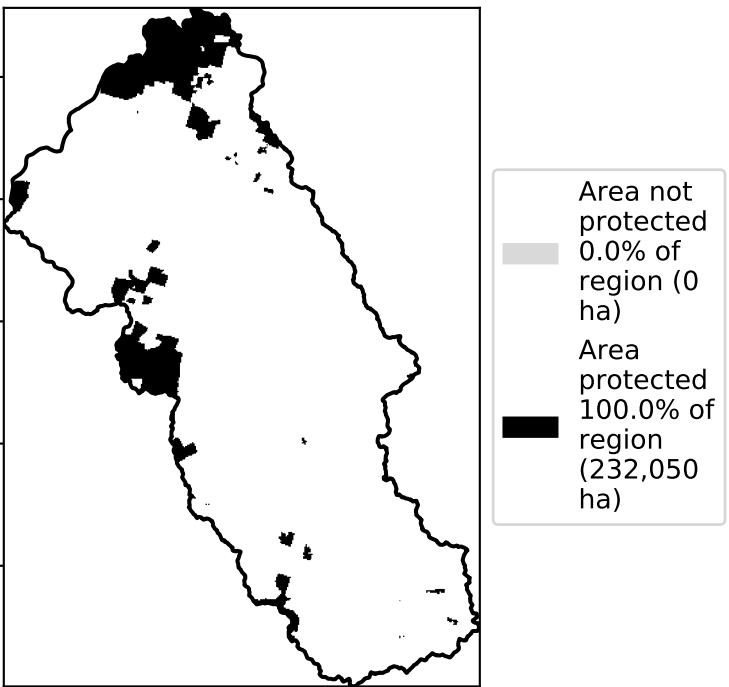 Area not
protected
0.0% of
region (0
ha)
Area
protected
100.0% of
region
(232,050
ha)